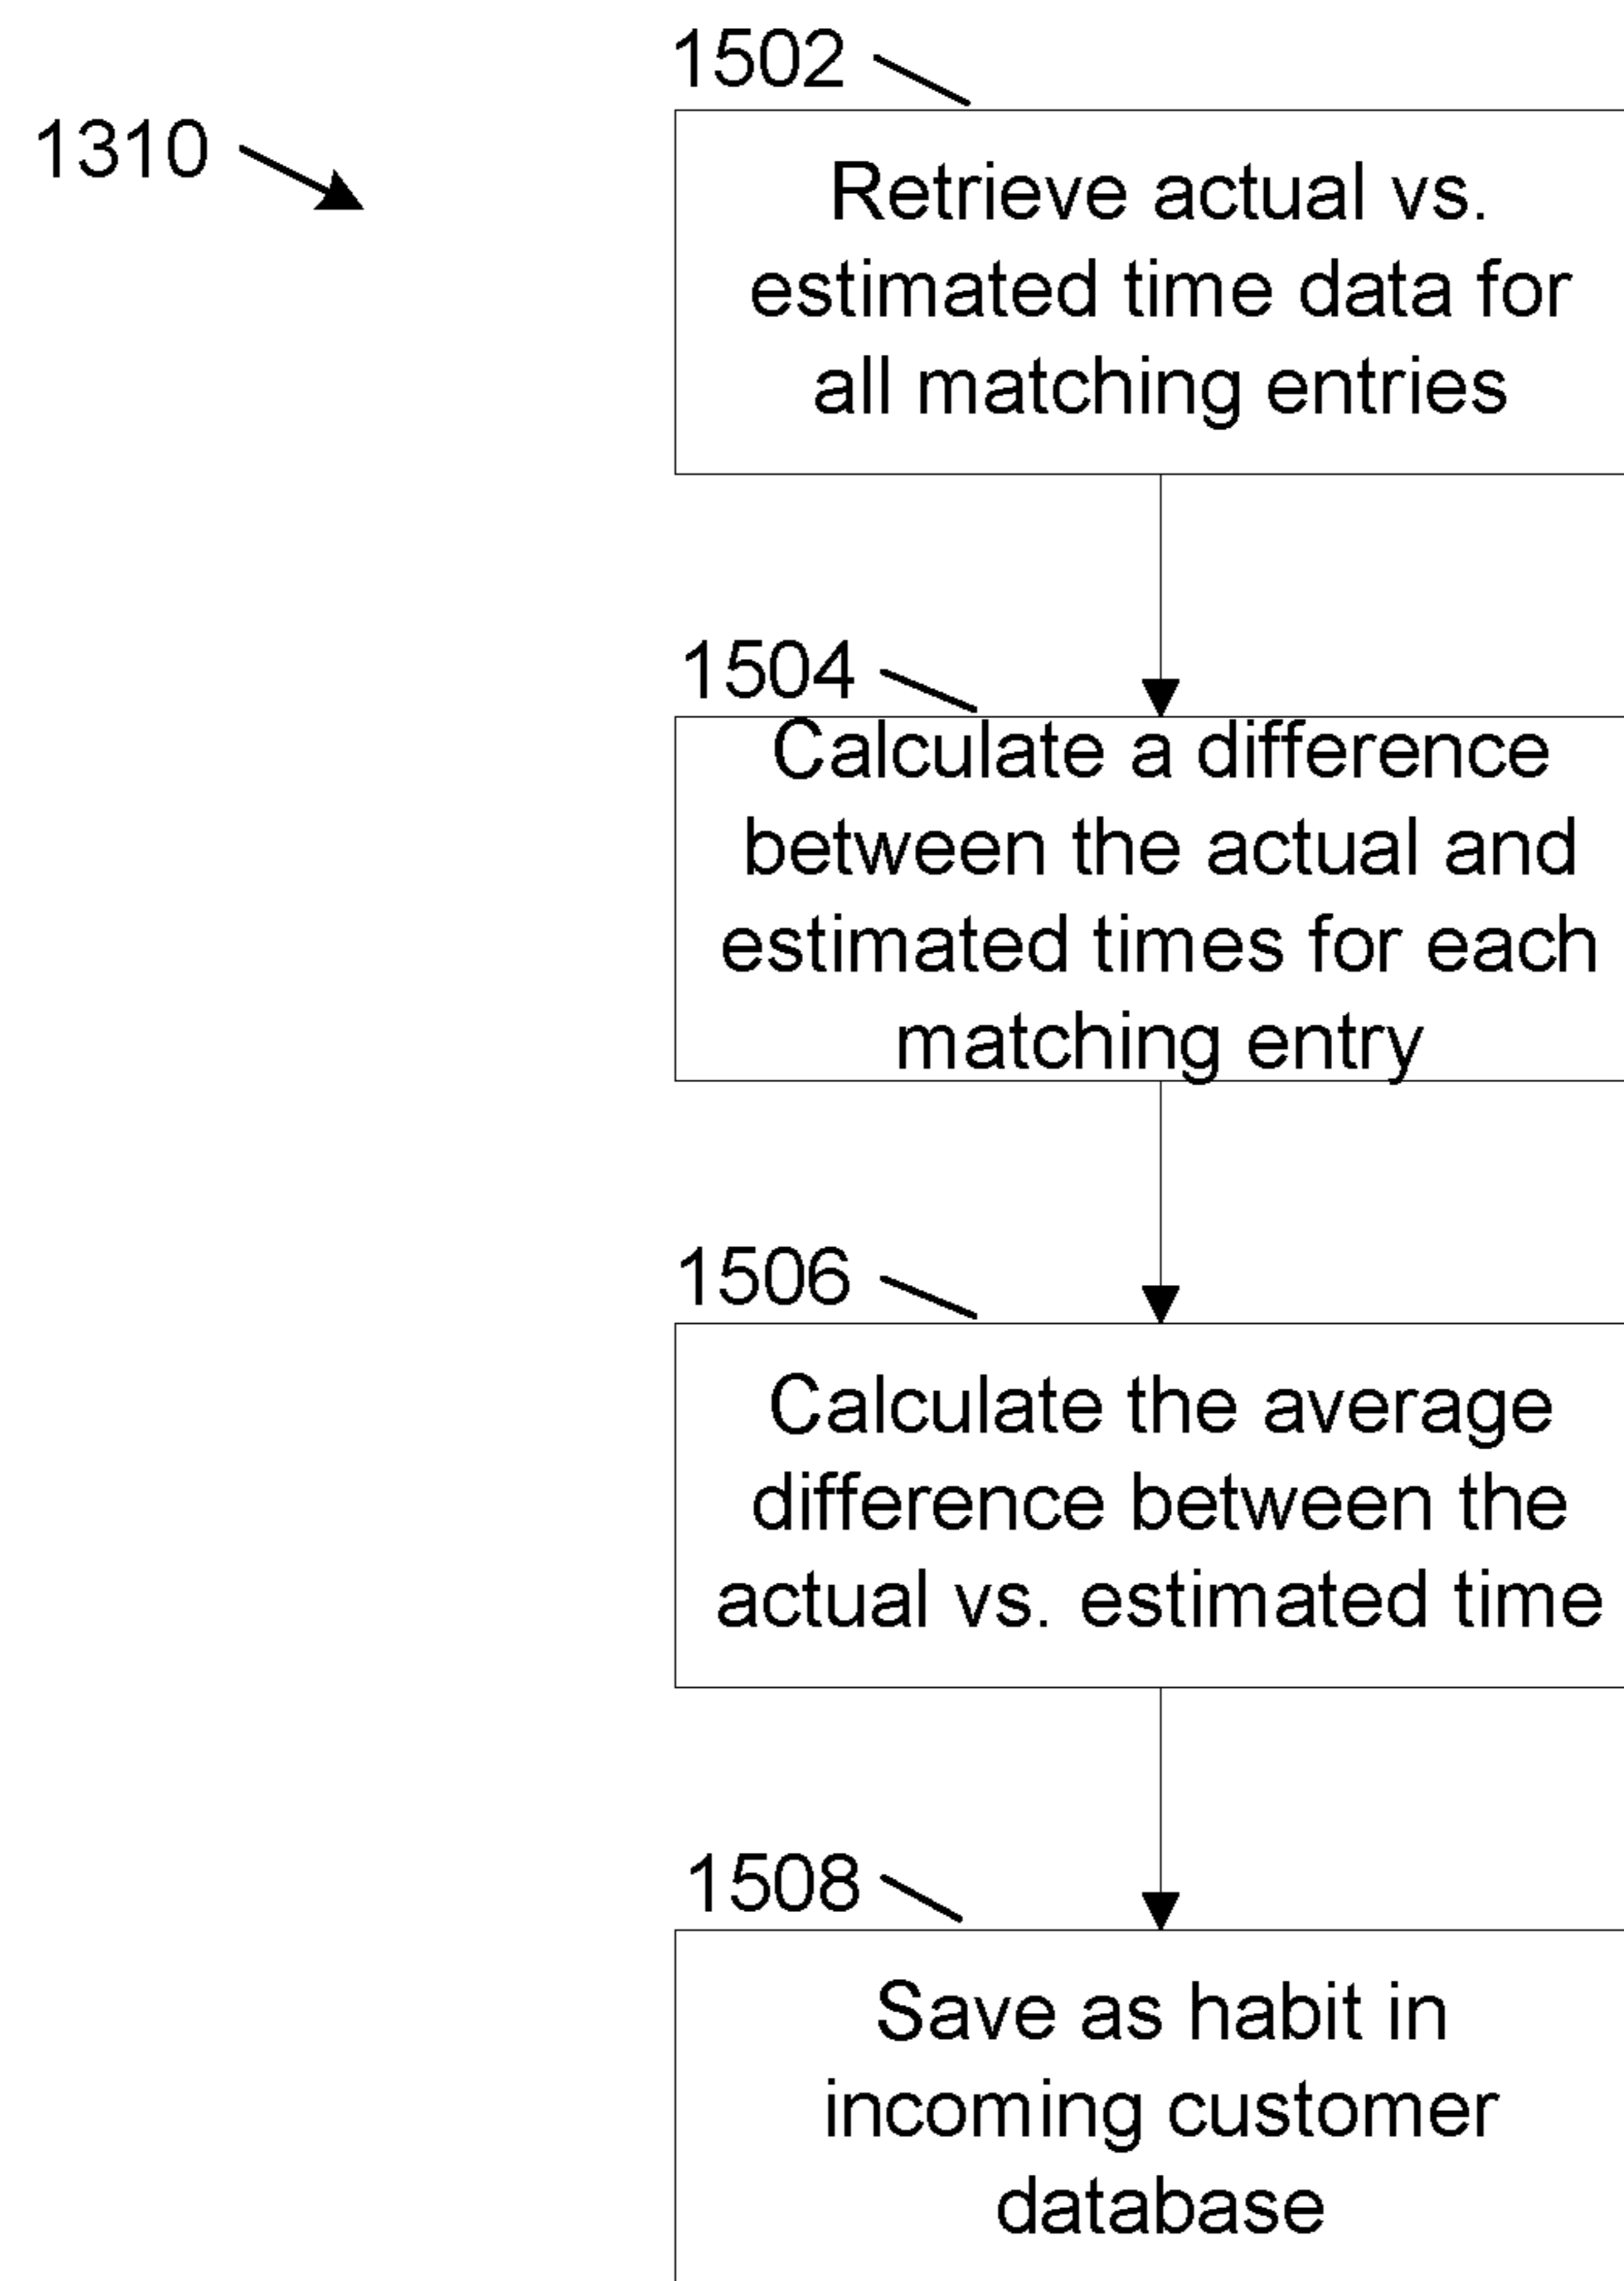 1502
1310
Retrieve actual vs.
estimated time data for
all matching entries
1504
Calculate a difference
between the actual and
estimated times for each
matching entry
1506
Calculate the average
difference between the
actual vs. estimated time
1508
Save as habit in
incoming customer
database